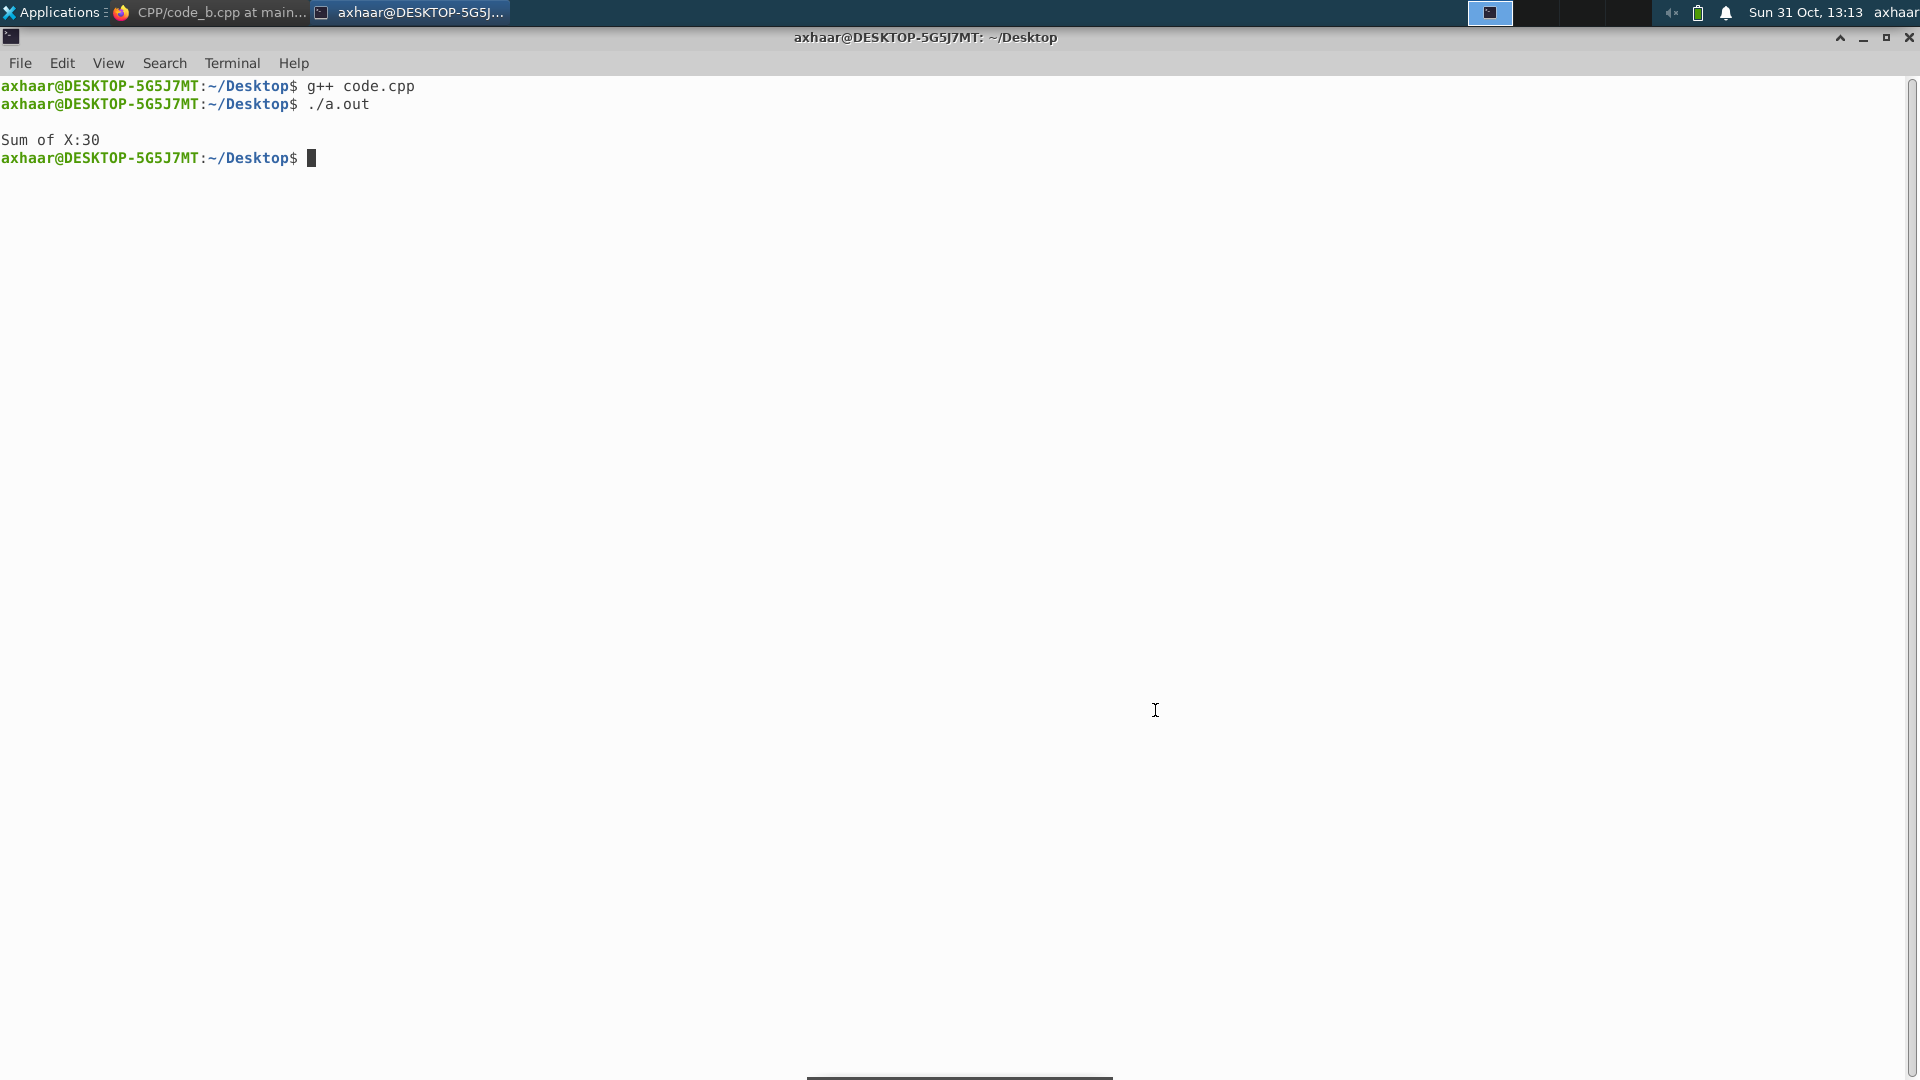 Applications CPP/code_b.cpp at main... axhaar@DESKTOP-5G5J... Sun 31 Oct, 13:13 axhaar
axhaar@DESKTOP-5G5J7MT: ~/Desktop
File Edit View Search Terminal Help
axhaar@DESKTOP-5G5J7MT:~/Desktop$ g++ code.cpp
axhaar@DESKTOP-5G5J7MT:~/Desktop$ ./a.out
Sum of X:30
axhaar@DESKTOP-5G5J7MT:~/Desktop$